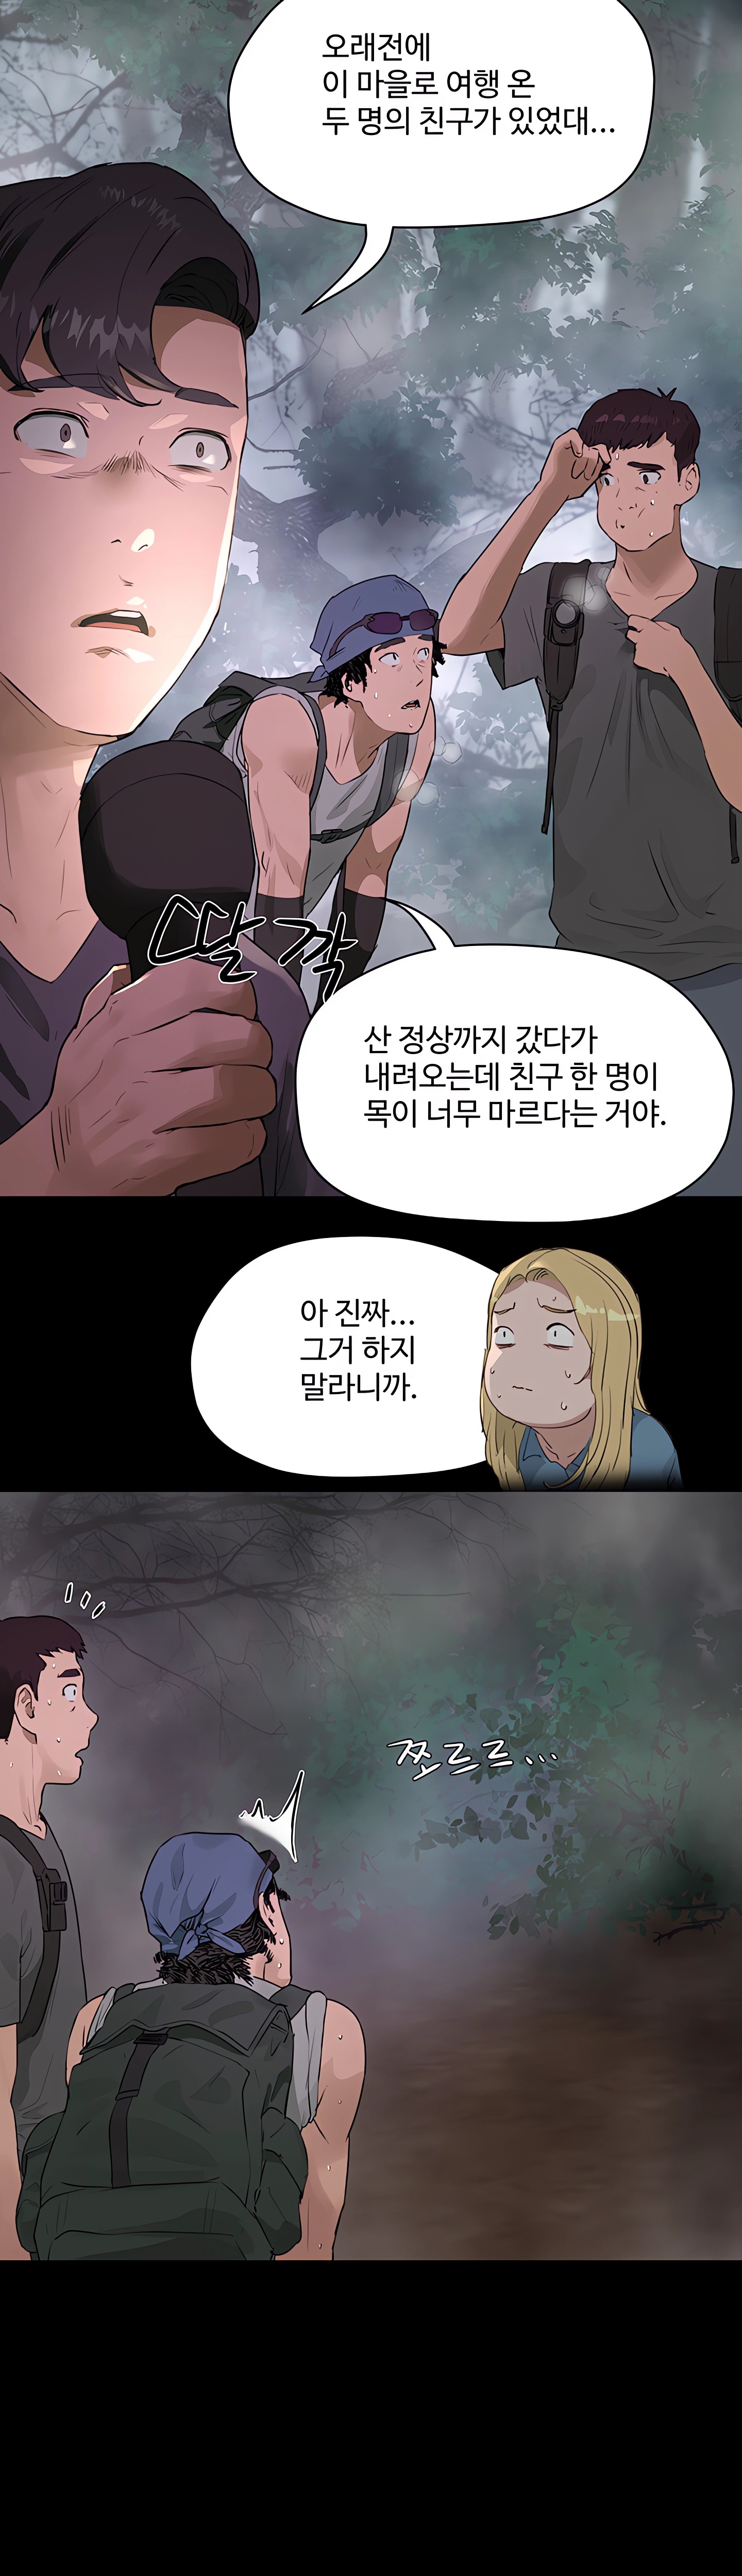 오래전에
이 마을로 여행 온
두 명의 친구가 있었대...
딸깍
산 정상까지 갔다가
내려오는데 친구 한 명이
목이 너무 마르다는 거야.
아 진짜...
그거 하지
말라니까.
쪼르르...